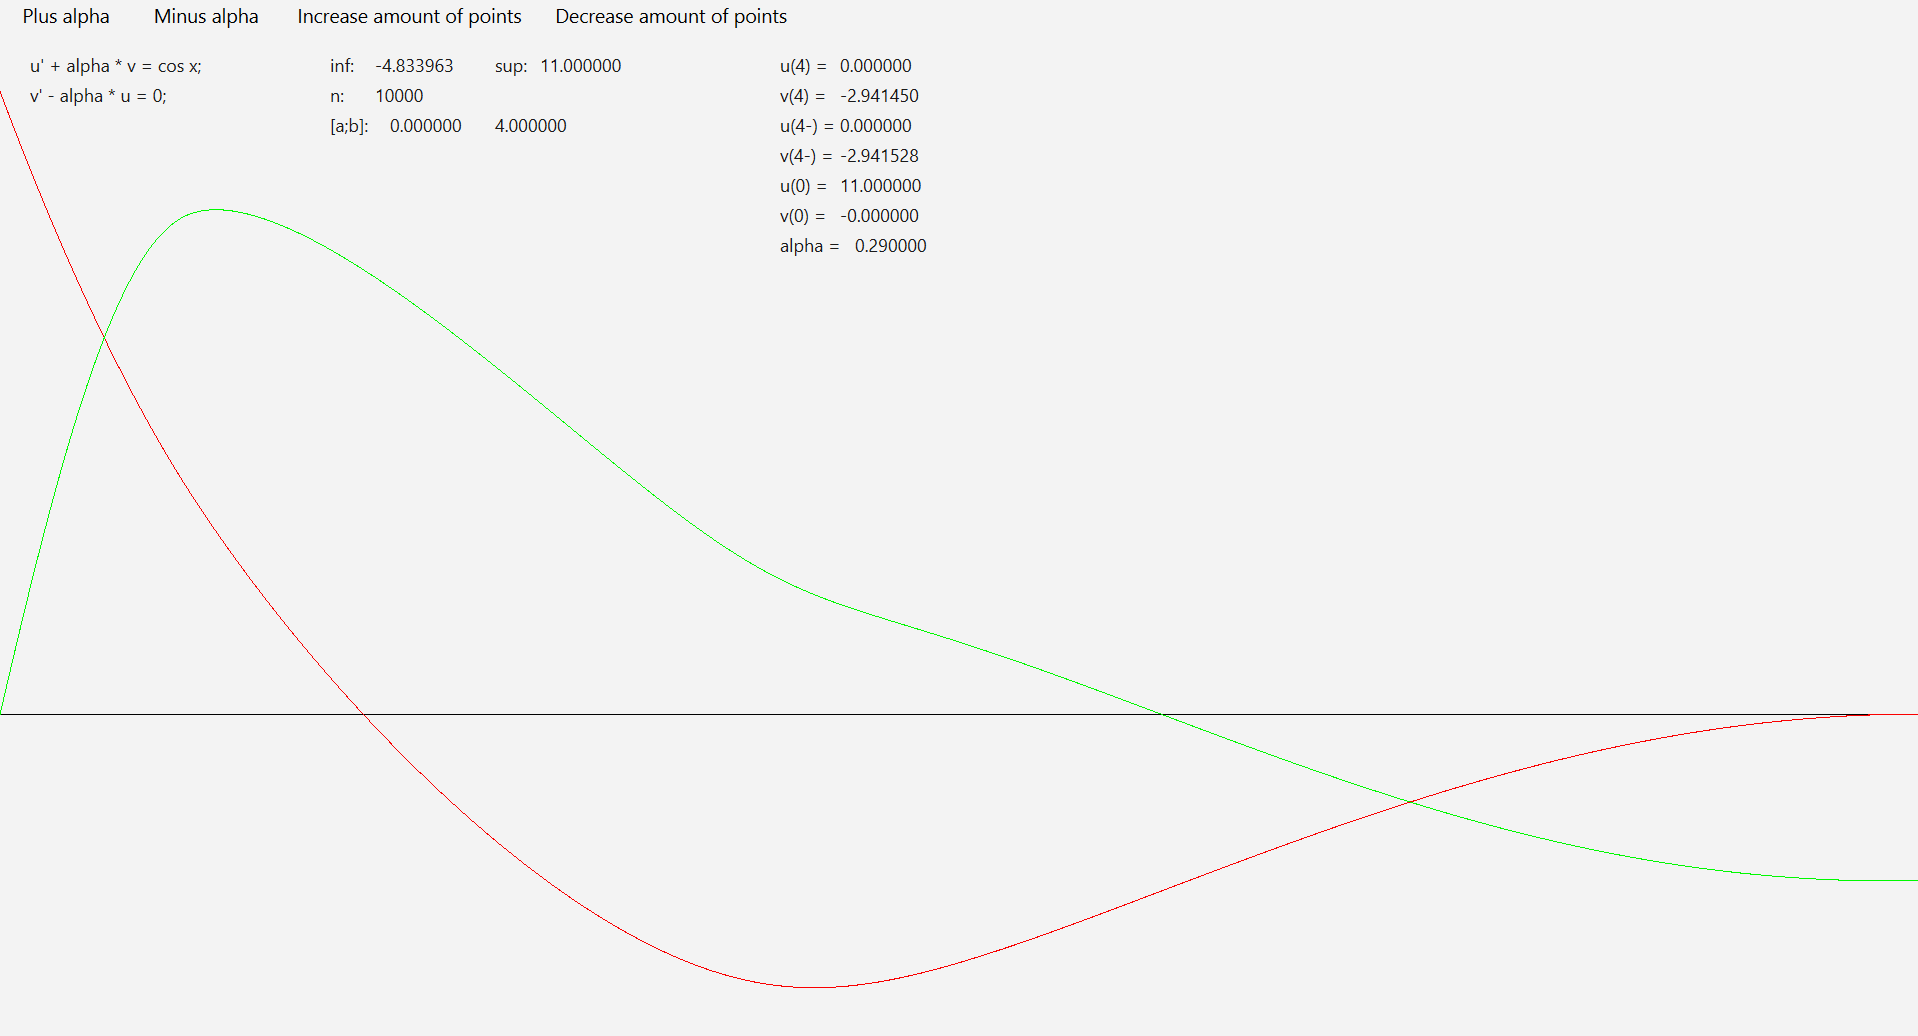 Plus alpha Minus alpha Increase amount of points Decrease amount of points
u' + alpha * v = cos x; inf: -4.833963 sup: 11.000000 u(4) = 0.000000
v' - alpha * u = 0; n: 10000 v(4) = -2.941450
[a;b]: 0.000000 4.000000 u(4-) = 0.000000
v(4-) = -2.941528
u(0) = 11.000000
v(0) = -0.000000
alpha = 0.290000